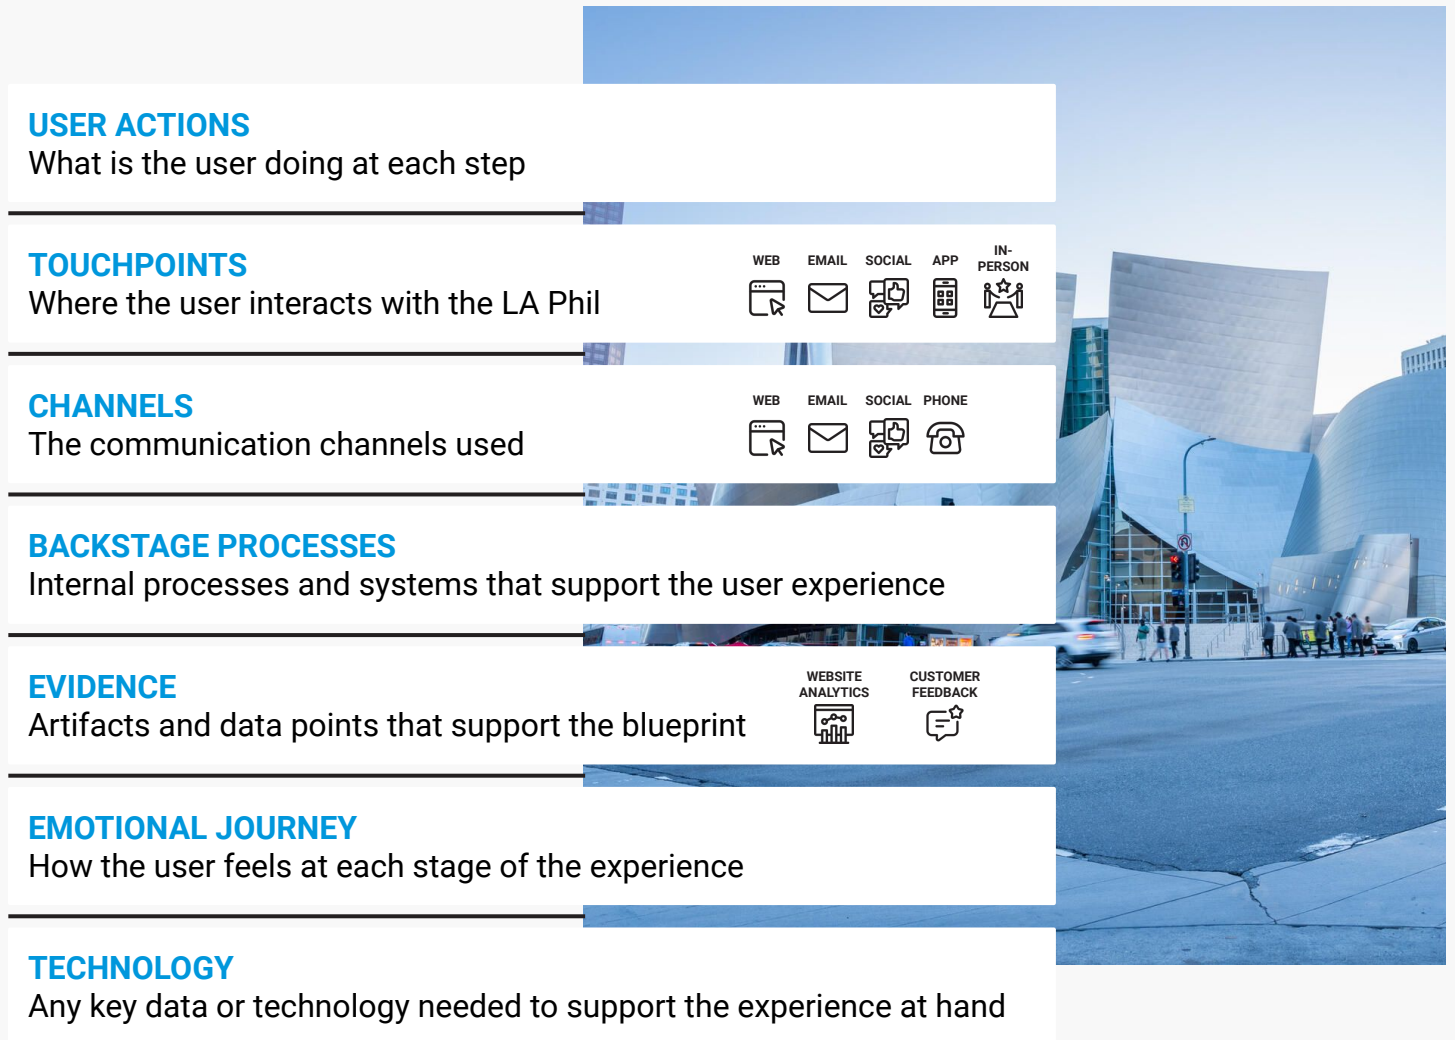 USER ACTIONS
What is the user doing at each step
TOUCHPOINTS
Where the user interacts with the LA Phil
WEB
EMAIL
SOCIAL
APP
IN-
PERSON
CHANNELS
The communication channels used
WEB
EMAIL
SOCIAL
PHONE
BACKSTAGE PROCESSES
Internal processes and systems that support the user experience
EVIDENCE
Artifacts and data points that support the blueprint
WEBSITE
ANALYTICS
CUSTOMER
FEEDBACK
EMOTIONAL JOURNEY
How the user feels at each stage of the experience
TECHNOLOGY
Any key data or technology needed to support the experience at hand